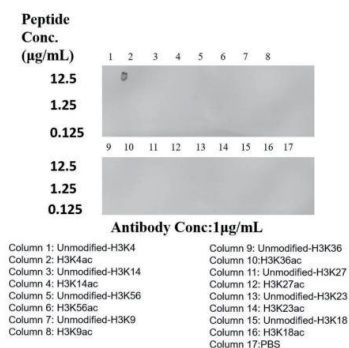 Peptide
Conc.
(µg/mL)
1 2 3 4 5 6 7 8
12.5
1.25
0.125
9 10 11 12 13 14 15 16 17
12.5
1.25
0.125
Antibody Conc:1µg/mL
Column 1: Unmodified-H3K4
Column 2: H3K4ac
Column 3: Unmodified-H3K14
Column 4: H3K14ac
Column 5: Unmodified-H3K56
Column 6: H3K56ac
Column 7: Unmodified-H3K9
Column 8: H3K9ac
Column 9: Unmodified-H3K36
Column 10:H3K36ac
Column 11: Unmodified-H3K27
Column 12: H3K27ac
Column 13: Unmodified-H3K23
Column 14: H3K23ac
Column 15: Unmodified-H3K18
Column 16: H3K18ac
Column 17:PBS